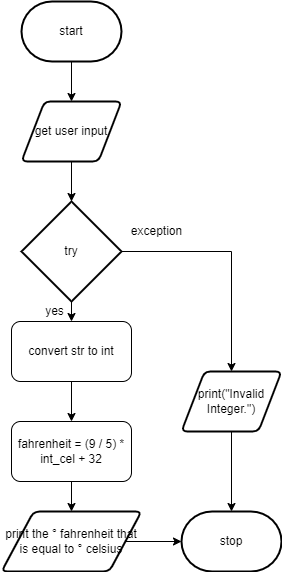 start
get user input
try
exception
yes
convert str to int
print("Invalid
Integer.")
fahrenheit = (9 / 5) *
int_cel + 32
print the ° fahrenheit that
is equal to ° celsius
stop